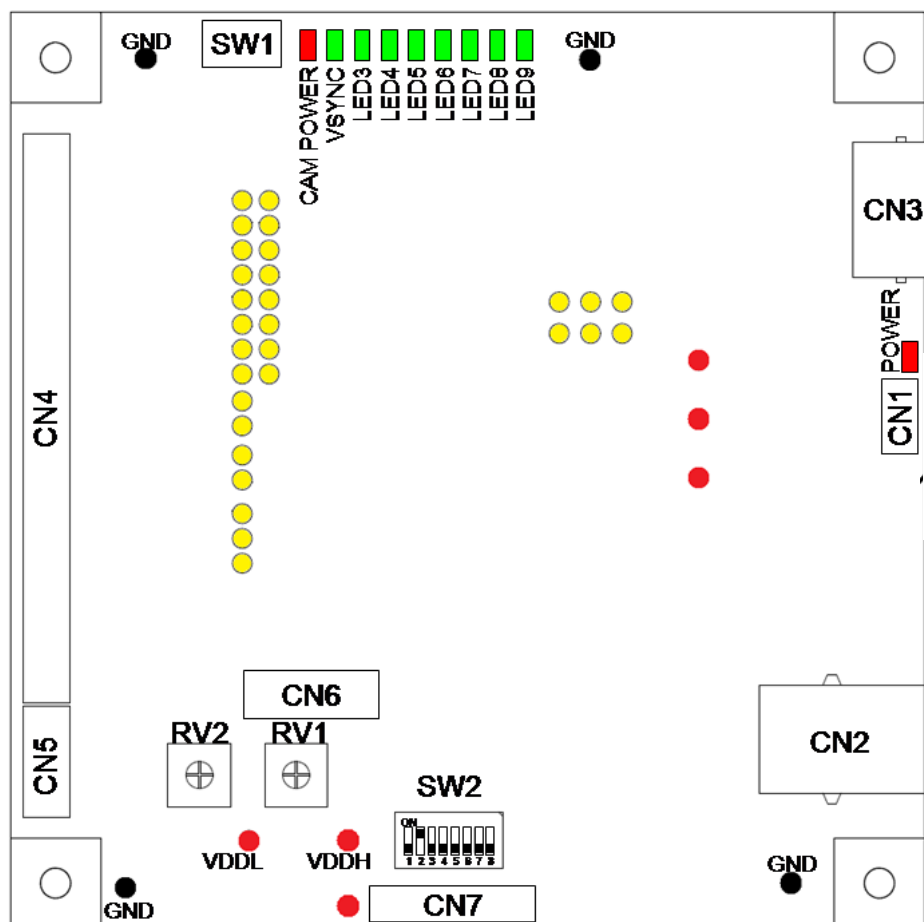 GND
SW1
GND
CAM POWER
VSYNC
LED3
LED4
LED5
LED6
LED7
LED8
LED9
CN3
POWER
CN1
CN4
CN6
RV2
RV1
CN5
CN2
SW2
ON
1 2 3 4 5 6 7 8
VDDL
VDDH
GND
GND
CN7